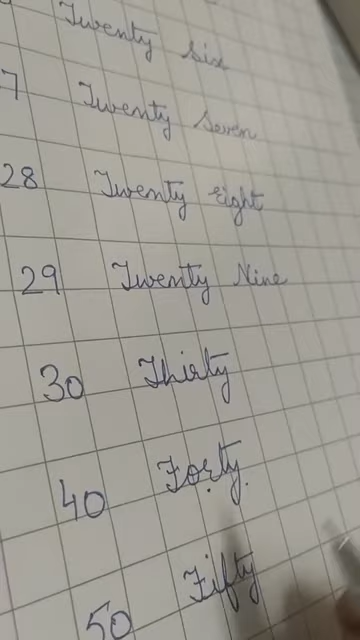 Twenty six
7 Twenty Seven
28 Twenty eight
29 Twenty Nine
30 Thirty
40 Forty
50 Fifty